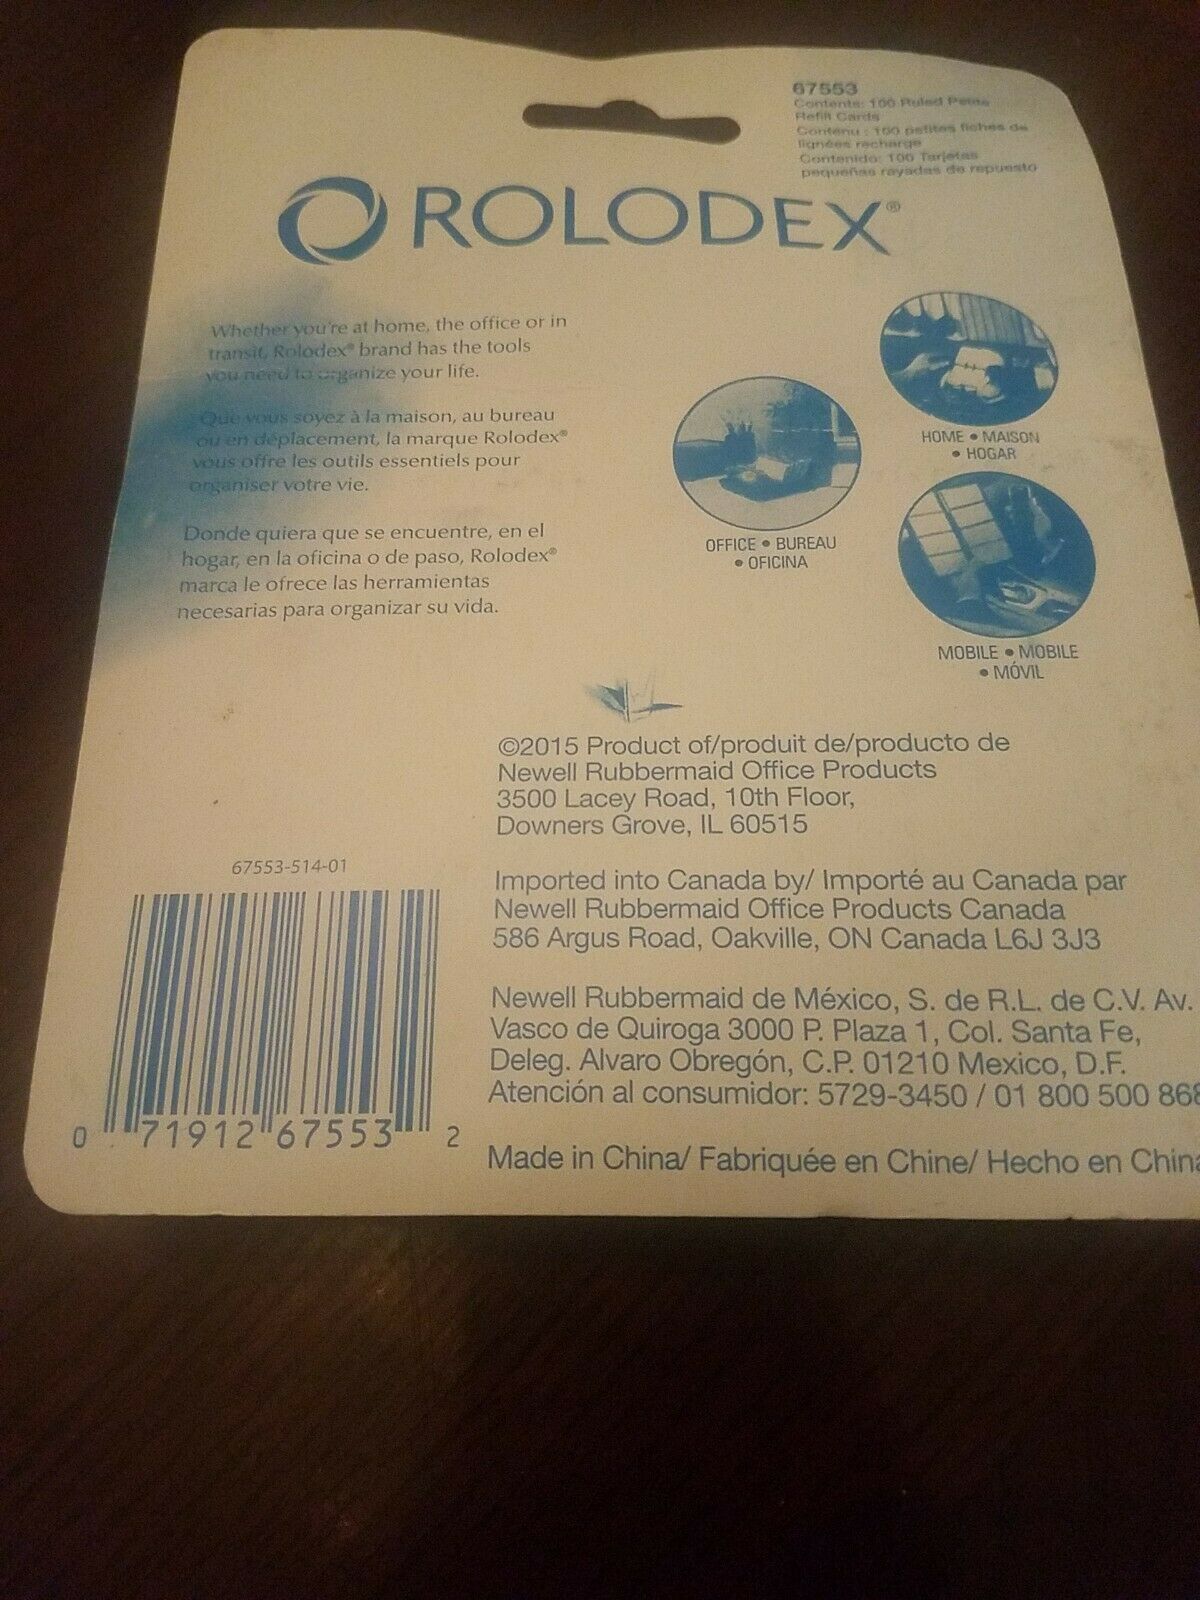 67553
Contents: 100 Ruled Petite
Refill Cards
Contenu : 100 petites fiches de
lignées recharge
Contenido: 100 Tarjetas
pequeñas rayadas de repuesto
ROLODEX®
Whether you're at home, the office or in
transit, Rolodex® brand has the tools
you need to organize your life.
Que vous soyez à la maison, au bureau
ou en déplacement, la marque Rolodex®
vous offre les outils essentiels pour
organiser votre vie.
Donde quiera que se encuentre, en el
hogar, en la oficina o de paso, Rolodex®
marca le ofrece las herramientas
necesarias para organizar su vida.
HOME • MAISON
• HOGAR
OFFICE • BUREAU
• OFICINA
MOBILE • MOBILE
• MÓVIL
©2015 Product of/produit de/producto de
Newell Rubbermaid Office Products
3500 Lacey Road, 10th Floor,
Downers Grove, IL 60515
Imported into Canada by/ Importé au Canada par
Newell Rubbermaid Office Products Canada
586 Argus Road, Oakville, ON Canada L6J 3J3
Newell Rubbermaid de México, S. de R.L. de C.V. Av.
Vasco de Quiroga 3000 P. Plaza 1, Col. Santa Fe,
Deleg. Alvaro Obregón, C.P. 01210 Mexico, D.F.
Atención al consumidor: 5729-3450 / 01 800 500 868
Made in China/ Fabriquée en Chine/ Hecho en China
67553-514-01
0 71912 67553 2